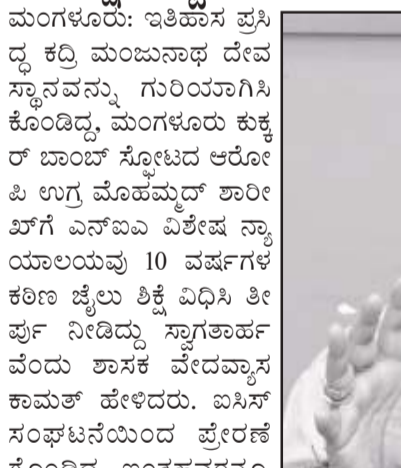 ಮಂಗಳೂರು: ಇತಿಹಾಸ ಪ್ರಸಿ
ದ್ಧ ಕದ್ರಿ ಮಂಜುನಾಥ ದೇವ
ಸ್ಥಾನವನ್ನು ಗುರಿಯಾಗಿಸಿ
ಕೊಂಡಿದ್ದ, ಮಂಗಳೂರು ಕುಕ್ಕ
ರ್ ಬಾಂಬ್ ಸ್ಫೋಟದ ಆರೋ
ಪಿ ಉಗ್ರ ಮೊಹಮ್ಮದ್ ಶಾರೀ
ಖ್‌ಗೆ ಎನ್‌ಐಎ ವಿಶೇಷ ನ್ಯಾ
ಯಾಲಯವು 10 ವರ್ಷಗಳ
ಕಠಿಣ ಜೈಲು ಶಿಕ್ಷೆ ವಿಧಿಸಿ ತೀ
ರ್ಪು ನೀಡಿದ್ದು ಸ್ವಾಗತಾರ್ಹ
ವೆಂದು ಶಾಸಕ ವೇದವ್ಯಾಸ
ಕಾಮತ್ ಹೇಳಿದರು. ಐಸಿಸ್
ಸಂಘಟನೆಯಿಂದ ಪ್ರೇರಣೆ